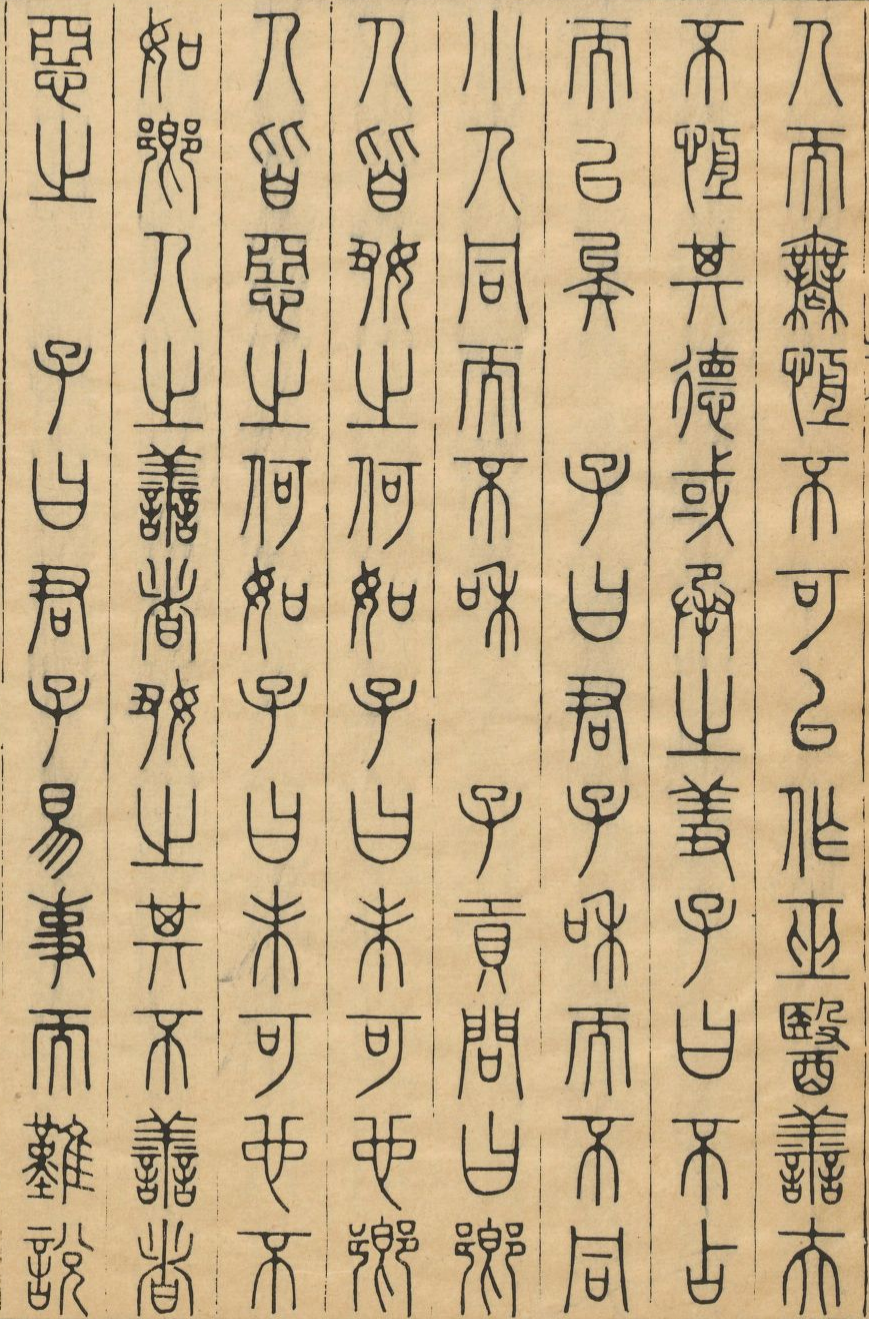 人而無恆不可以作巫醫善夫
不恆其德或承之羞子曰不占
而已矣　子曰君子和而不同
小人同而不和　子貢問曰鄉
人皆好之何如子曰未可也鄉
人皆惡之何如子曰未可也不
如鄉人之善者好之其不善者
惡之　子曰君子易事而難說